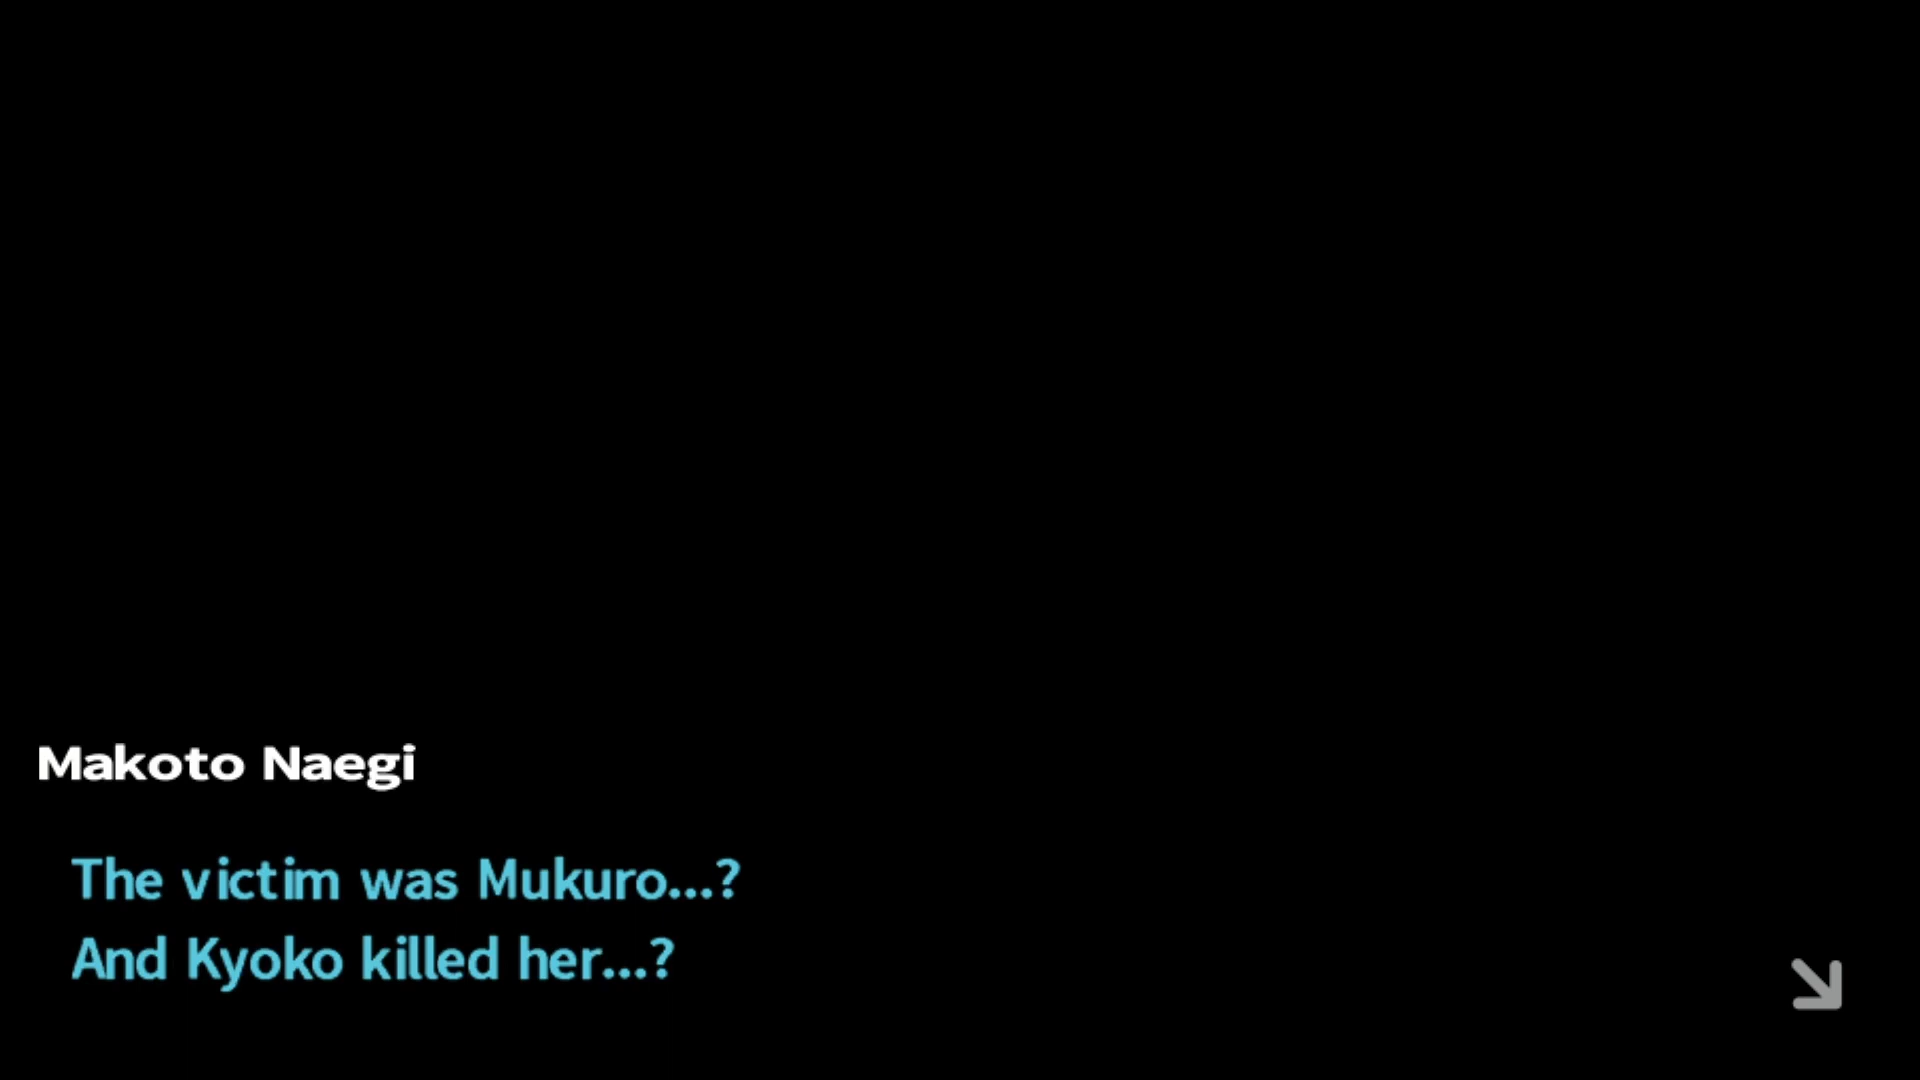 Makoto Naegi
The victim was Mukuro...?
And Kyoko killed her...?